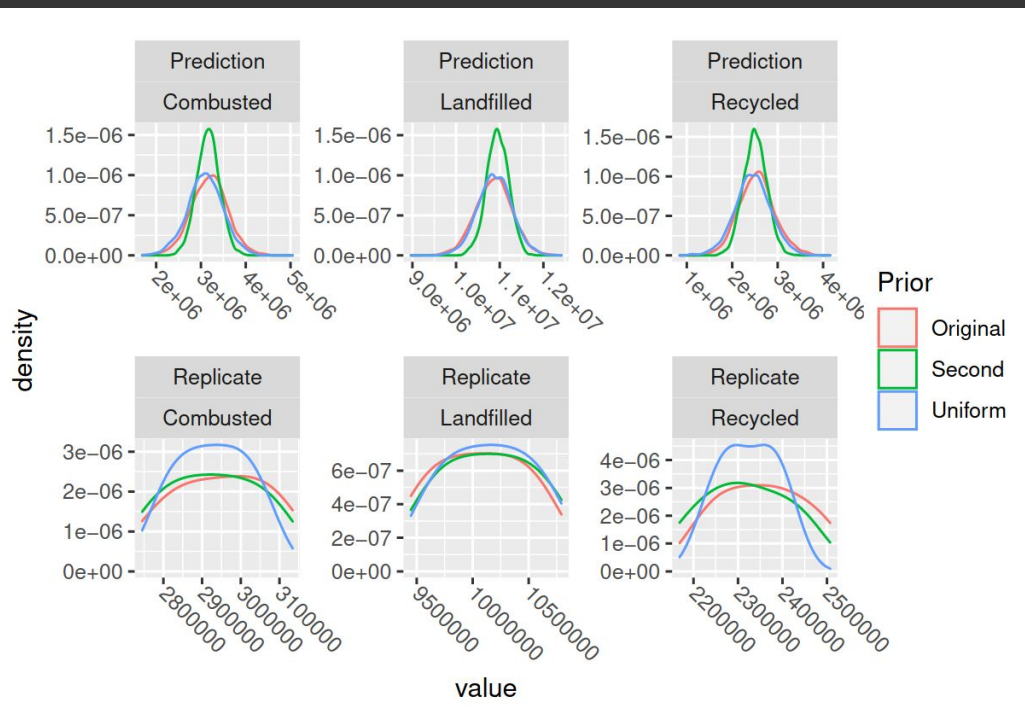 Prediction
Combusted
Prediction
Landfilled
Prediction
Recycled
1.5e−06
1.0e−06
5.0e−07
0.0e+00
2e+06
3e+06
4e+06
5e+06
1.5e−06
1.0e−06
5.0e−07
0.0e+00
9.0e+06
1.0e+07
1.1e+07
1.2e+07
1.5e−06
1.0e−06
5.0e−07
0.0e+00
1e+06
2e+06
3e+06
4e+06
density
Replicate
Combusted
Replicate
Landfilled
Replicate
Recycled
3e−06
2e−06
1e−06
0e+00
2800000
2900000
3000000
3100000
6e−07
4e−07
2e−07
0e+00
9500000
10000000
10500000
4e−06
3e−06
2e−06
1e−06
0e+00
2200000
2300000
2400000
2500000
value
Prior
Original
Second
Uniform